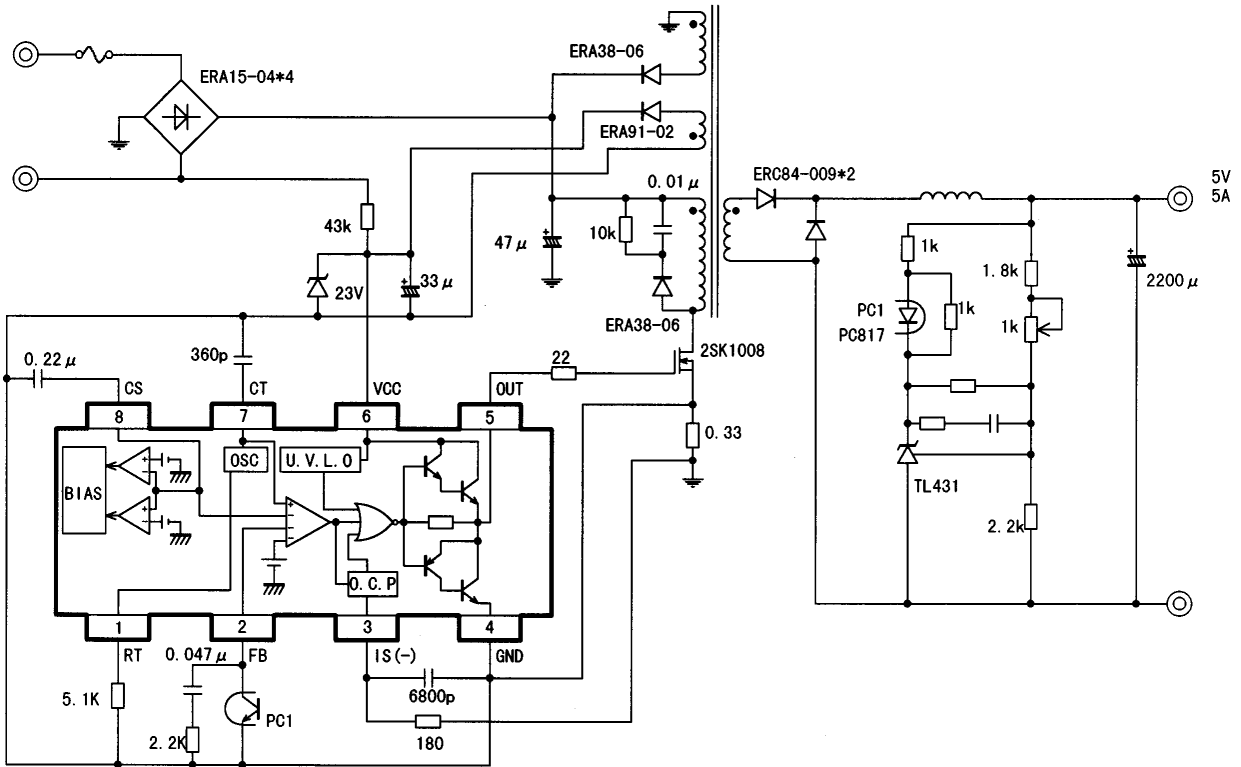 ERA15-04*4
ERA38-06
ERA91-02
ERC84-009*2
5V
5A
0.01μ
43k
47μ
10k
23V
33μ
1k
1.8k
2200μ
PC1
PC817
1k
1k
ERA38-06
0.22μ
360p
22
2SK1008
CS
CT
VCC
OUT
8
7
6
5
0.33
OSC
U.V.L.O
BIAS
TL431
2.2k
+
-
+
-
+
-
-
-
O.C.P
1
2
3
4
RT
0.047μ
FB
IS(-)
GND
5.1K
6800p
PC1
2.2K
180